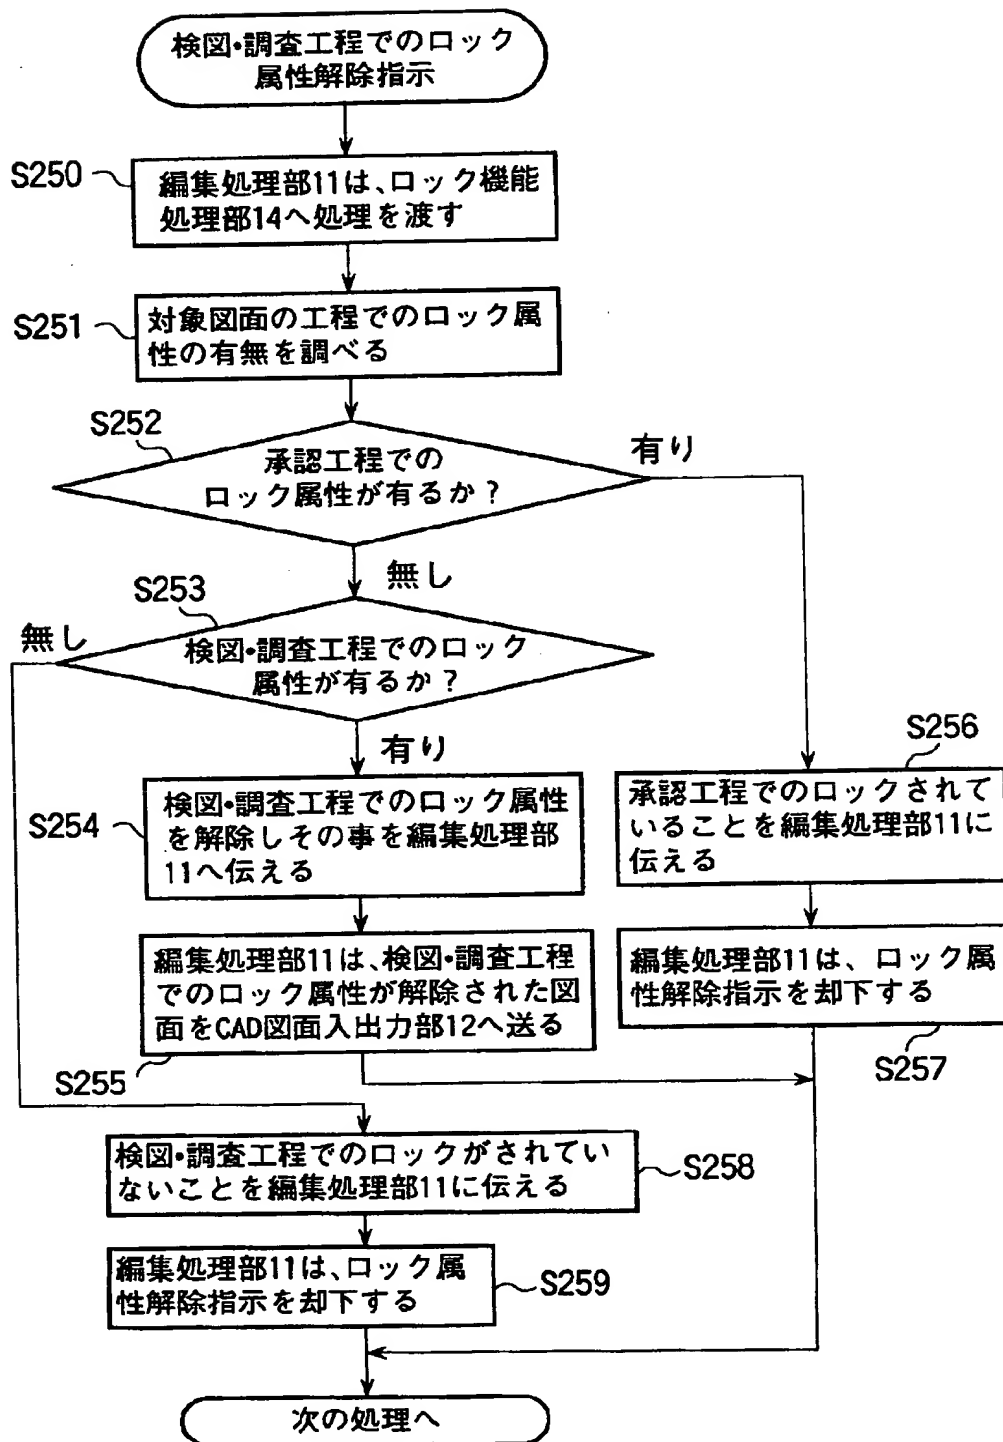 検図・調査工程でのロック
属性解除指示
S250
編集処理部11は、ロック機能
処理部14へ処理を渡す
S251
対象図面の工程でのロック属
性の有無を調べる
S252
承認工程での
ロック属性が有るか？
有り
無し
S253
無し
検図・調査工程でのロック
属性が有るか？
有り
S254
検図・調査工程でのロック属性
を解除しその事を編集処理部
11へ伝える
S256
承認工程でのロックされて
いることを編集処理部11に
伝える
編集処理部11は、検図・調査工程
でのロック属性が解除された図
面をCAD図面入出力部12へ送る
S255
編集処理部11は、ロック属
性解除指示を却下する
S257
検図・調査工程でのロックがされてい
ないことを編集処理部11に伝える
S258
編集処理部11は、ロック属
性解除指示を却下する
S259
次の処理へ